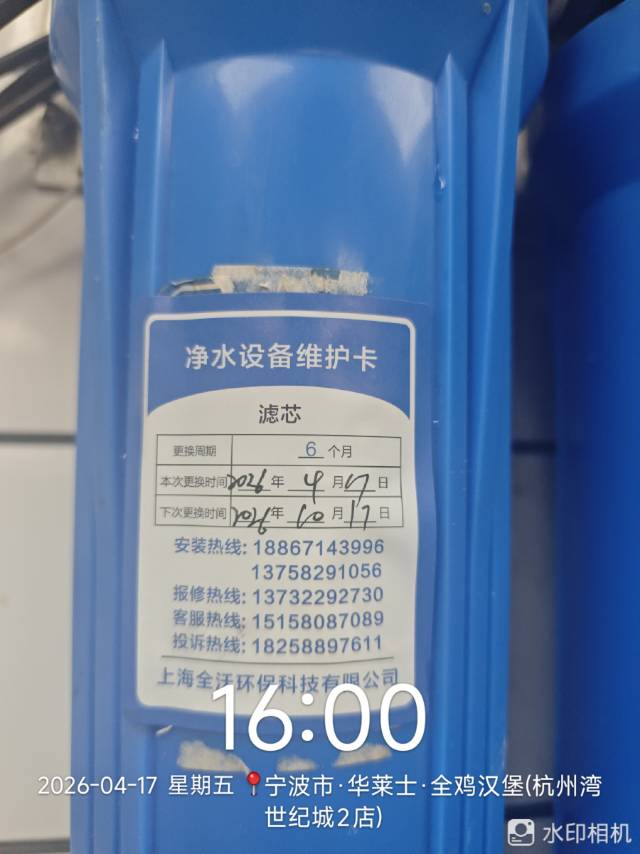 净水设备维护卡
滤芯
更换周期 6 个月
本次更换时间 2026 年 4 月 17 日
下次更换时间 2026 年 10 月 17 日
安装热线: 18867143996
13758291056
报修热线: 13732292730
客服热线: 15158087089
投诉热线: 18258897611
上海全汪环保科技有限公司
16:00
2026-04-17 星期五 宁波市·华莱士·全鸡汉堡(杭州湾
世纪城2店)
水印相机